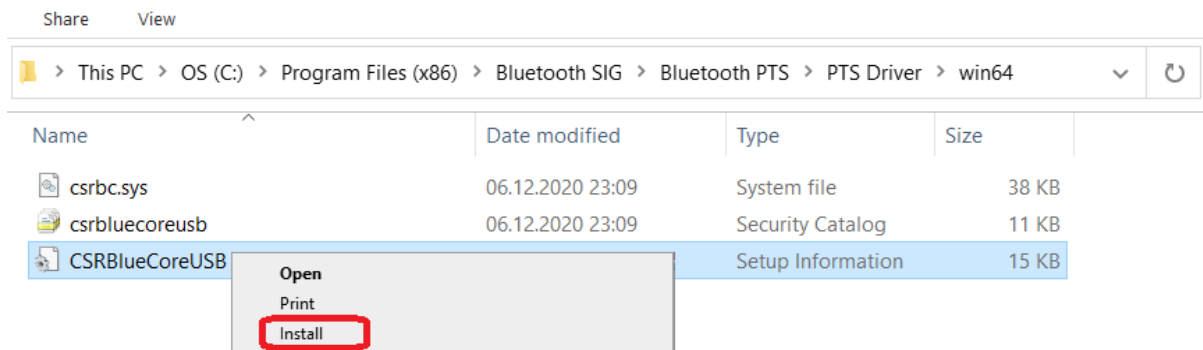 Share View
This PC > OS (C:) > Program Files (x86) > Bluetooth SIG > Bluetooth PTS > PTS Driver > win64
Name Date modified Type Size
csrbc.sys 06.12.2020 23:09 System file 38 KB
csrbluecoreusb 06.12.2020 23:09 Security Catalog 11 KB
CSRBlueCoreUSB Setup Information 15 KB
Open
Print
Install